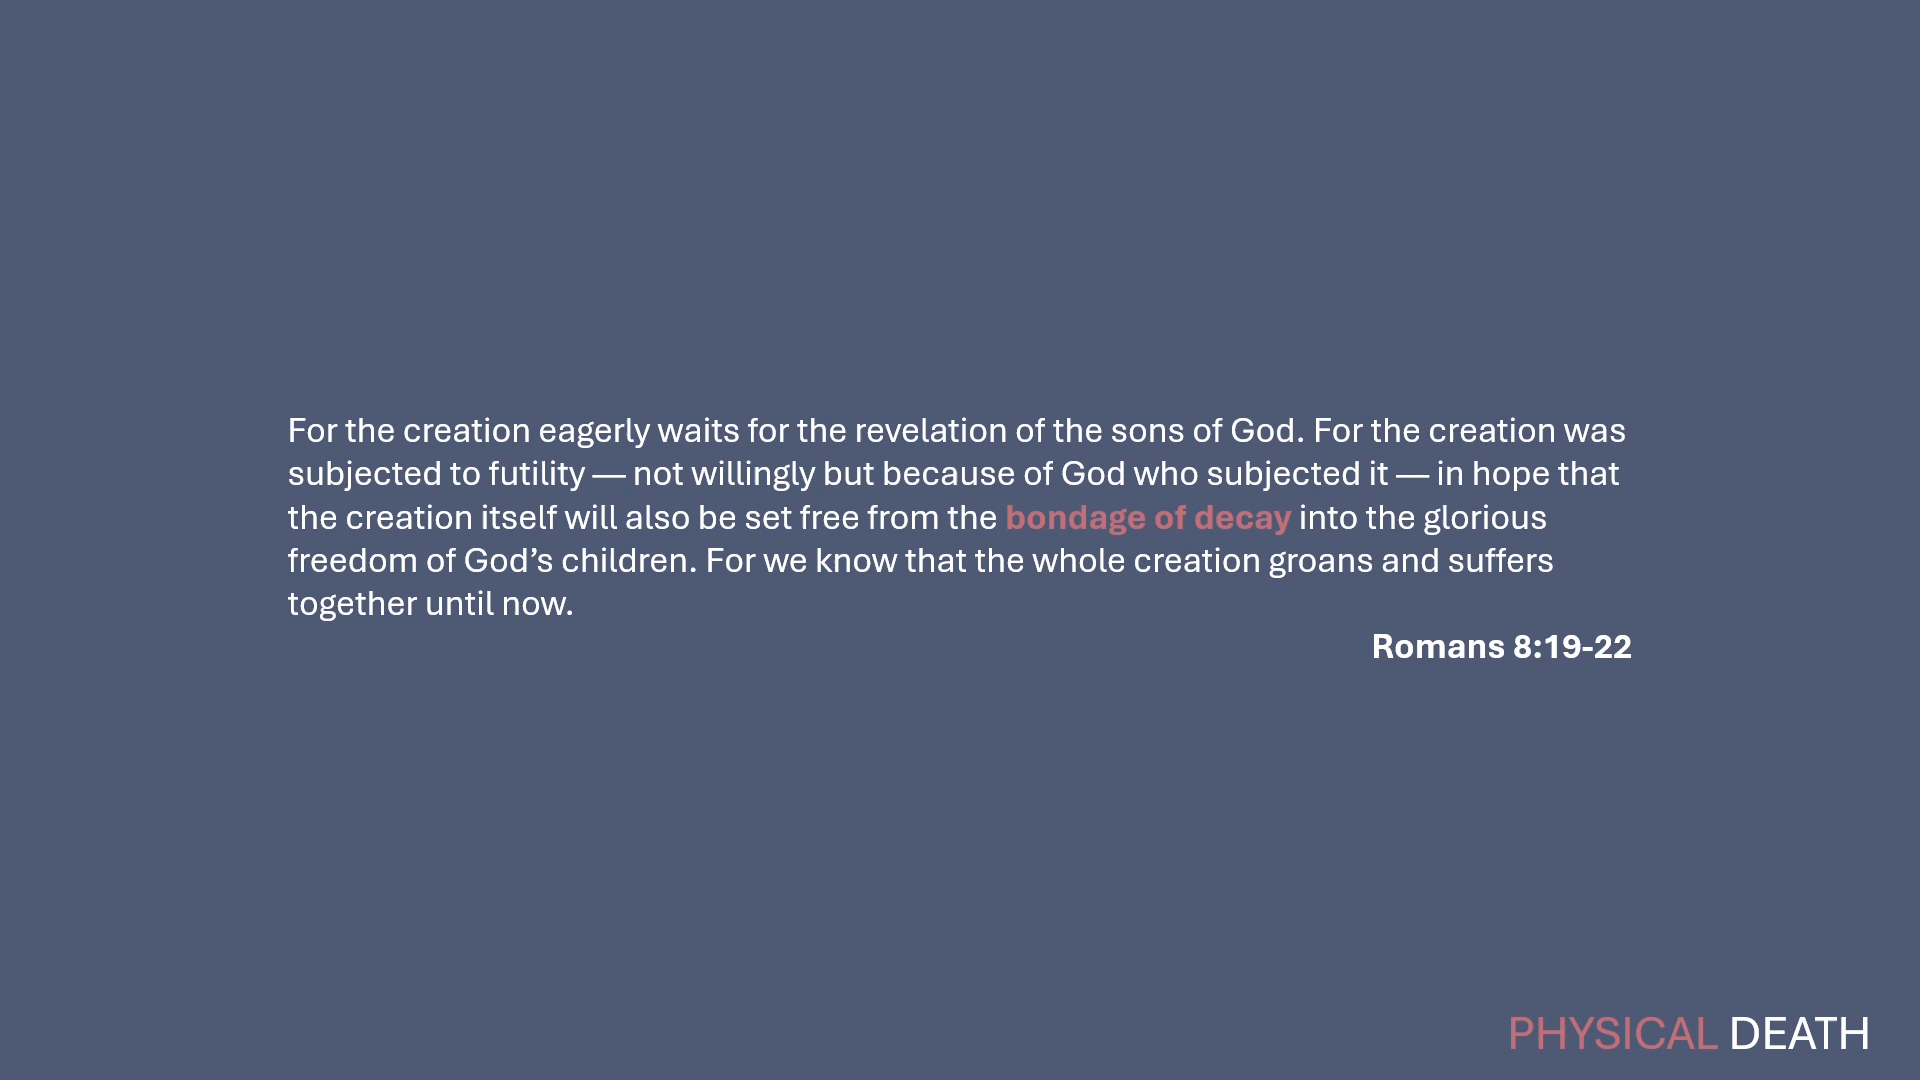 For the creation eagerly waits for the revelation of the sons of God. For the creation was
subjected to futility — not willingly but because of God who subjected it — in hope that
the creation itself will also be set free from the bondage of decay into the glorious
freedom of God’s children. For we know that the whole creation groans and suffers
together until now.
Romans 8:19-22
PHYSICAL DEATH